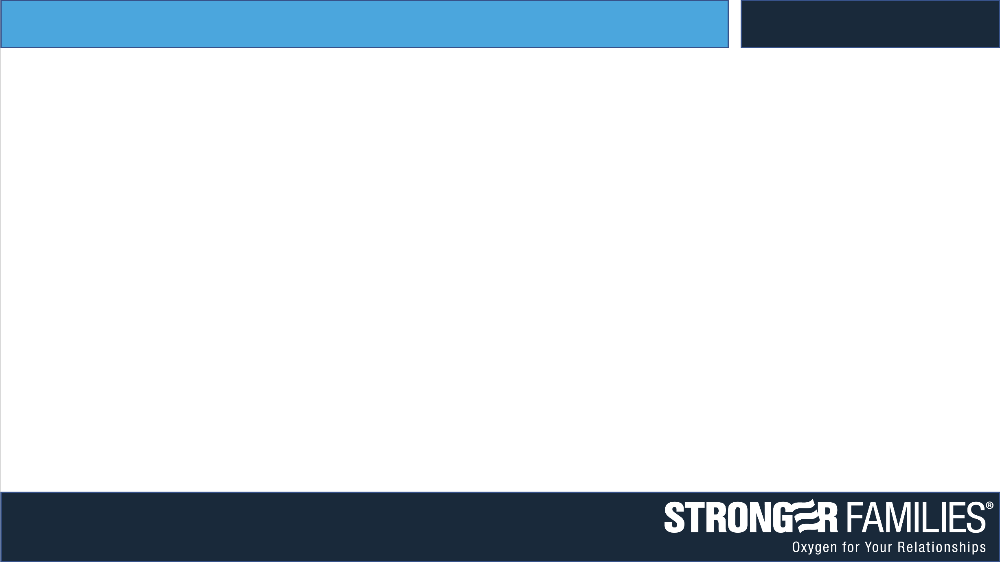 STRONGER FAMILIES®
Oxygen for Your Relationships